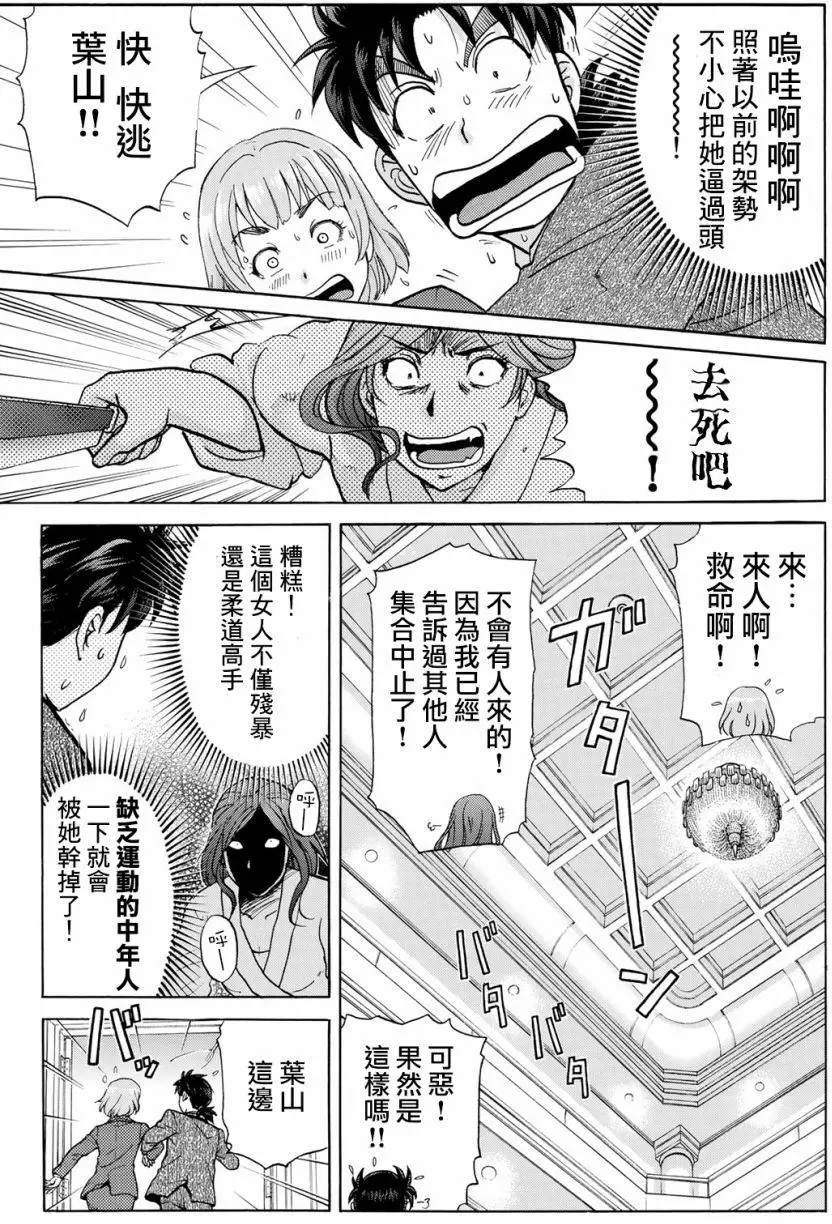 嗚哇啊啊啊
照著以前的架勢
不小心把她逼過頭
～～～！
快 快逃
葉山!!
去死吧
～～～！
來…
來人啊！
救命啊！
不會有人來的！
因為我已經
告訴過其他人
集合中止了！
ガターン
バタバタ
可惡！
果然是
這樣嗎!!
糟糕！
這個女人不僅殘暴
還是柔道高手
呼ー
呼ー
缺乏運動的中年人
一下就會
被她幹掉了！
葉山
這邊
バッ